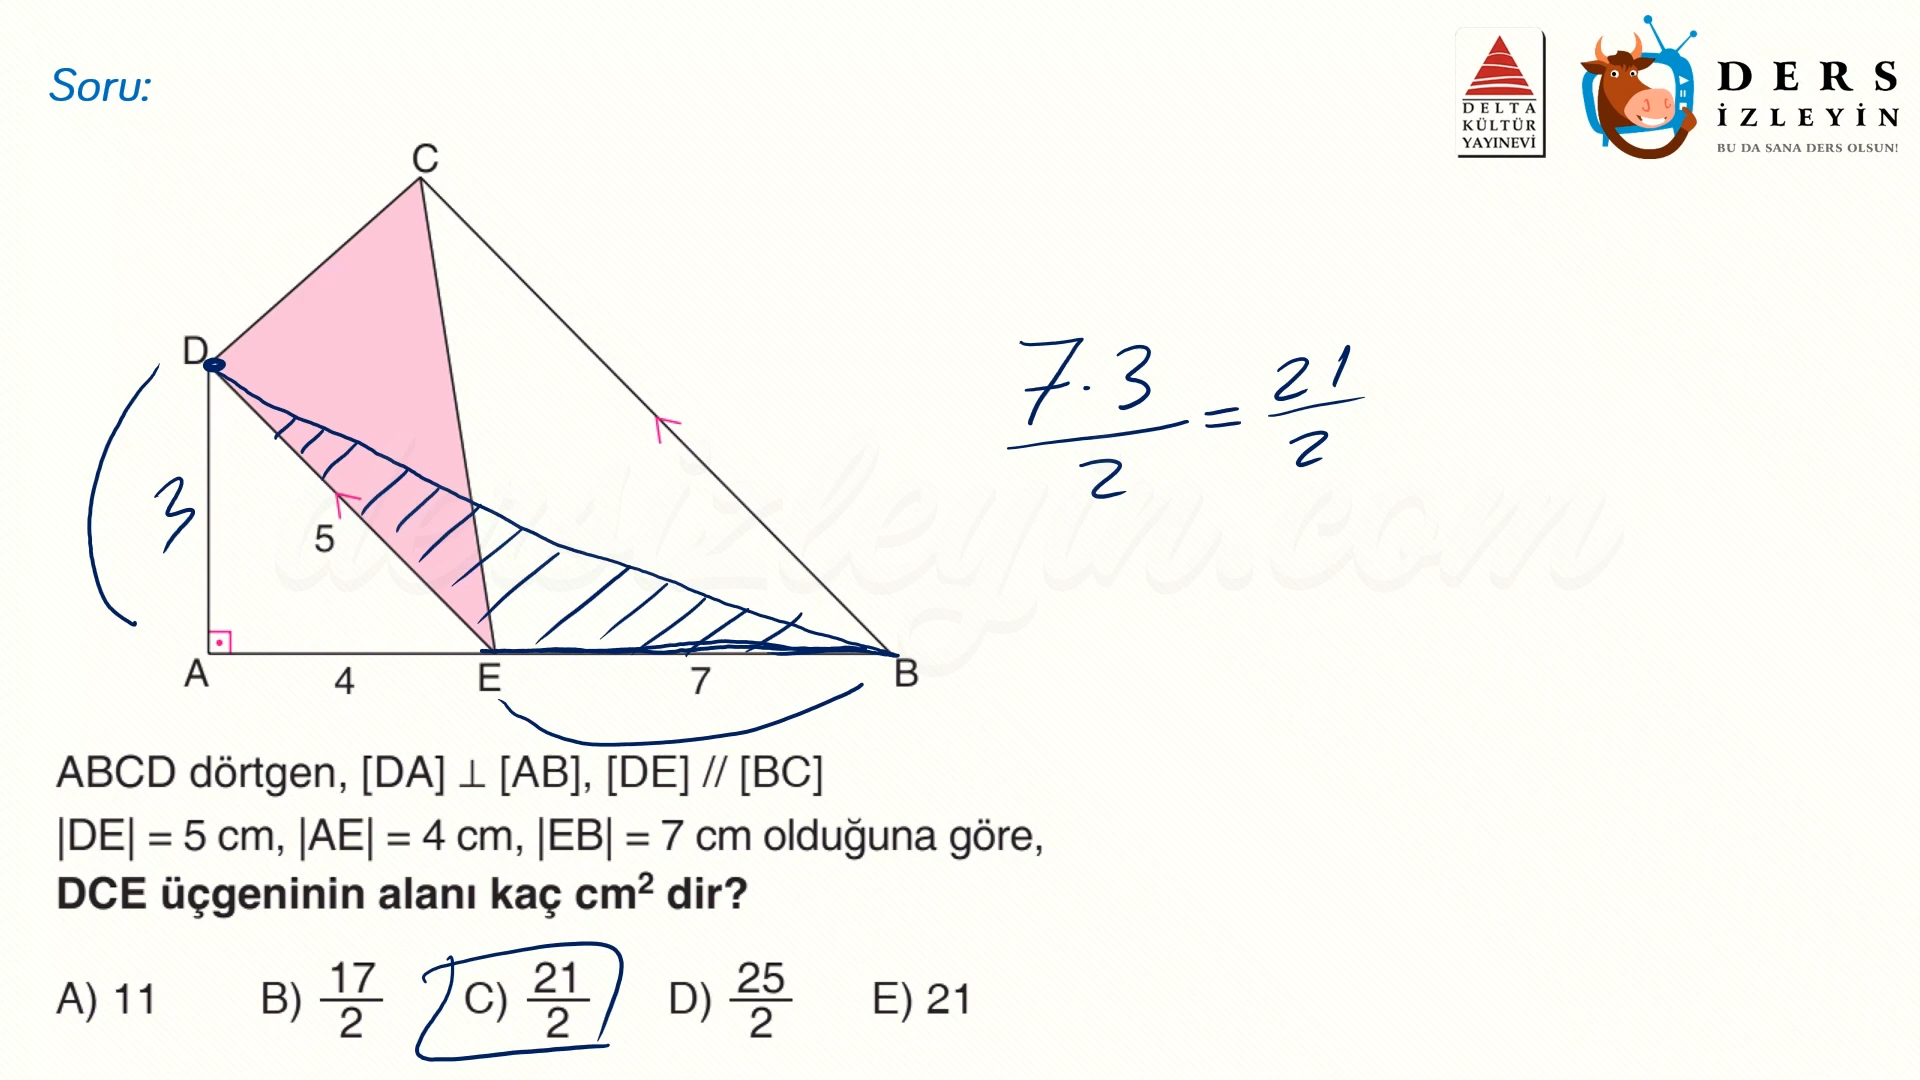 Soru:
DELTA
KÜLTÜR
YAYINEVİ
DERS
İZLEYİN
BU DA SANA DERS OLSUN!
C
D
3
5
A
4
E
7
B
7.3/2 = 21/2
dersizleyin.com
ABCD dörtgen, [DA] ⊥ [AB], [DE] // [BC]
|DE| = 5 cm, |AE| = 4 cm, |EB| = 7 cm olduğuna göre,
DCE üçgeninin alanı kaç cm² dir?
A) 11 B) 17/2 C) 21/2 D) 25/2 E) 21